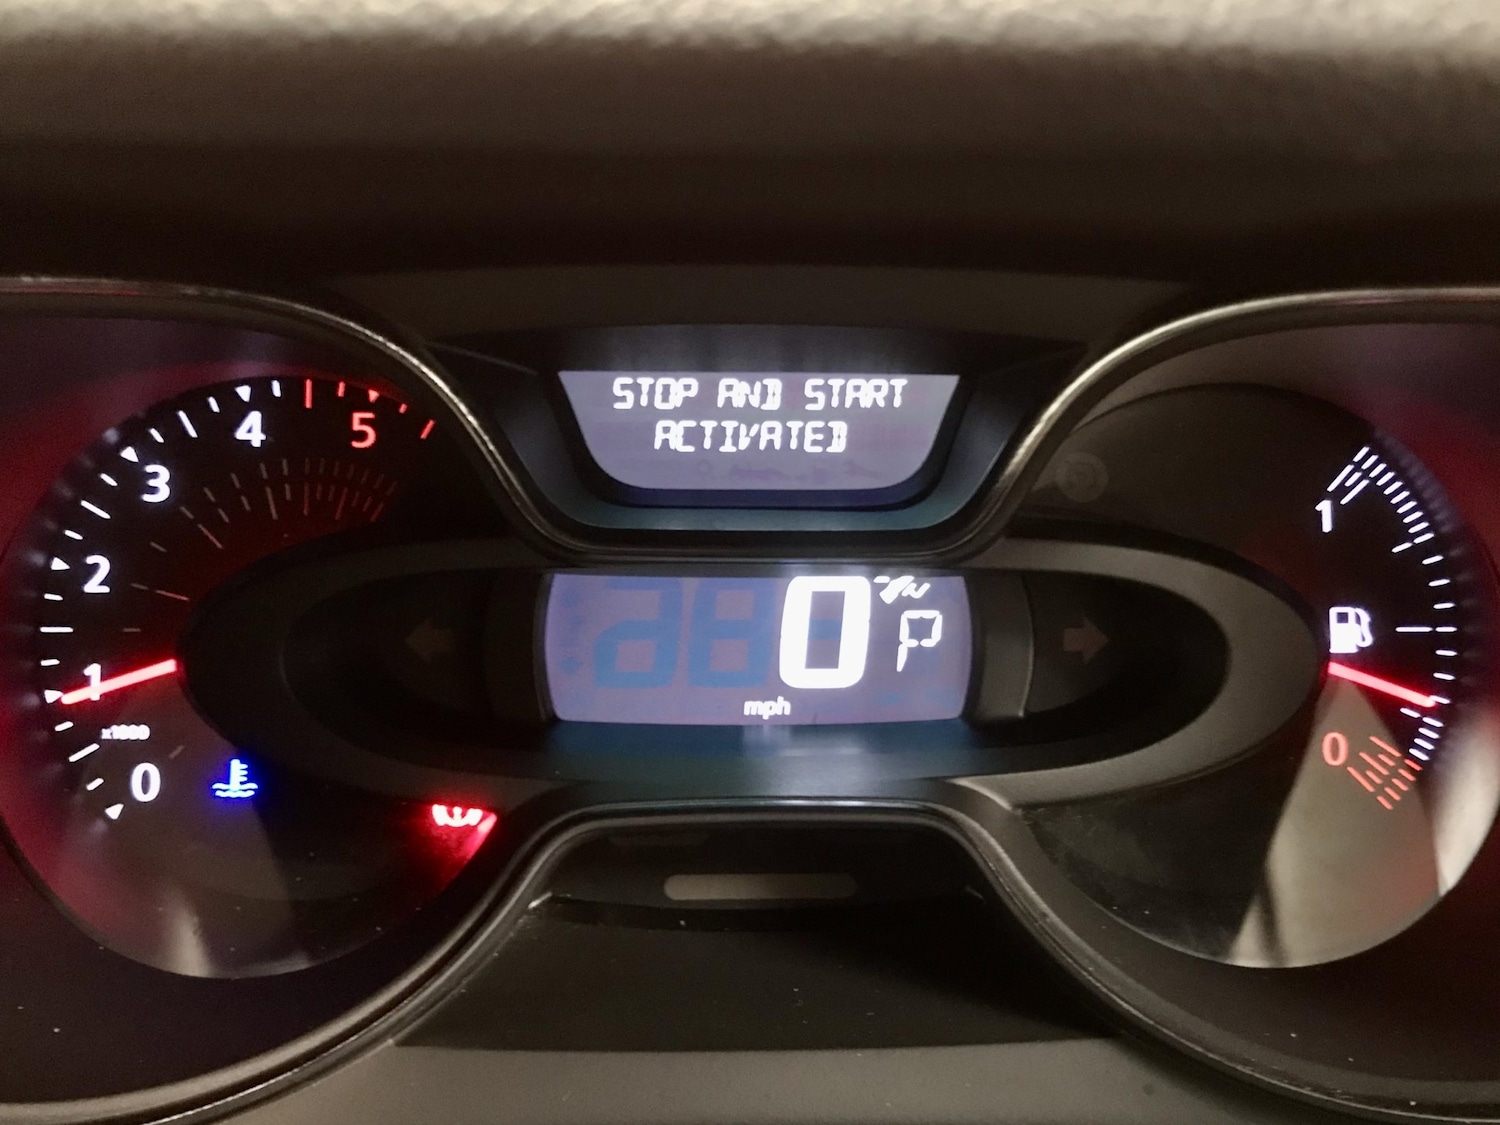 STOP AND START
ACTIVATED
5
4
3
2
1
x1000
0
0
P
mph
1
0